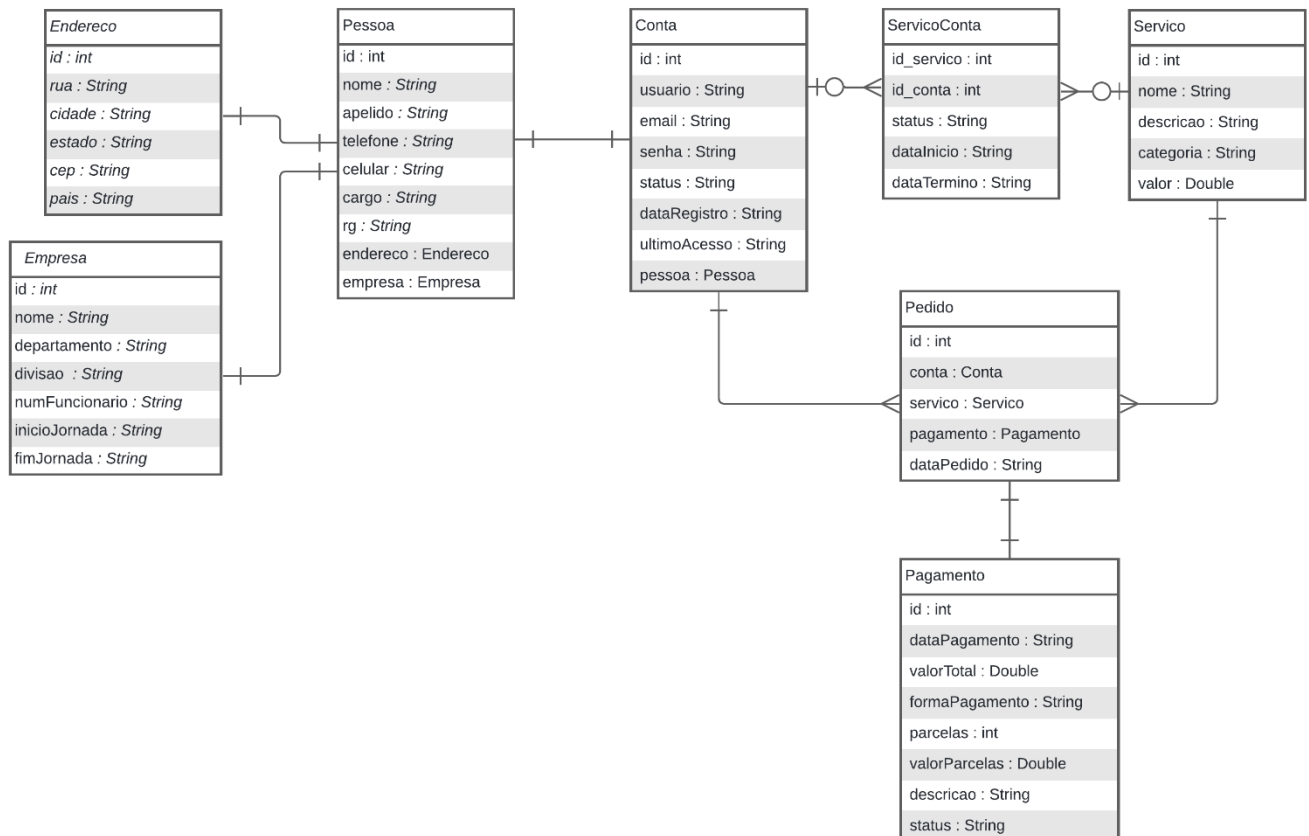 Endereco
id : int
rua : String
cidade : String
estado : String
cep : String
pais : String
Empresa
id : int
nome : String
departamento : String
divisao : String
numFuncionario : String
inicioJornada : String
fimJornada : String
Pessoa
id : int
nome : String
apelido : String
telefone : String
celular : String
cargo : String
rg : String
endereco : Endereco
empresa : Empresa
Conta
id : int
usuario : String
email : String
senha : String
status : String
dataRegistro : String
ultimoAcesso : String
pessoa : Pessoa
ServicoConta
id_servico : int
id_conta : int
status : String
dataInicio : String
dataTermino : String
Servico
id : int
nome : String
descricao : String
categoria : String
valor : Double
Pedido
id : int
conta : Conta
servico : Servico
pagamento : Pagamento
dataPedido : String
Pagamento
id : int
dataPagamento : String
valorTotal : Double
formaPagamento : String
parcelas : int
valorParcelas : Double
descricao : String
status : String